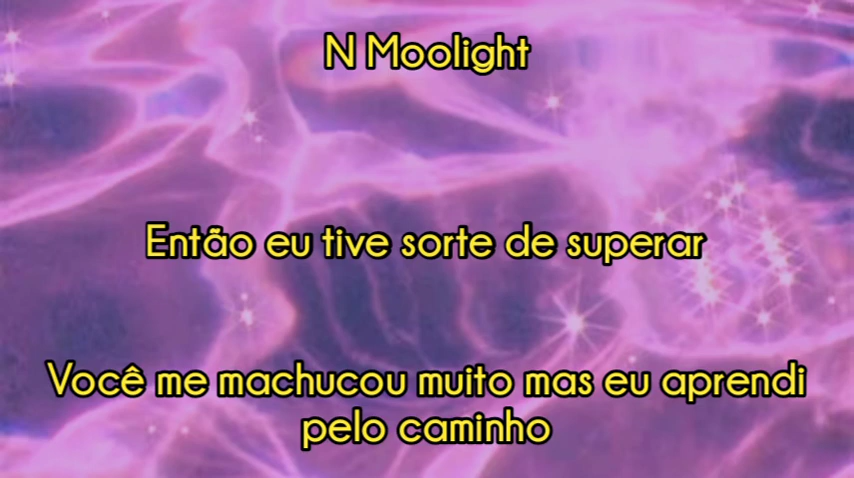 N Moolight
Então eu tive sorte de superar
Você me machucou muito mas eu aprendi
pelo caminho